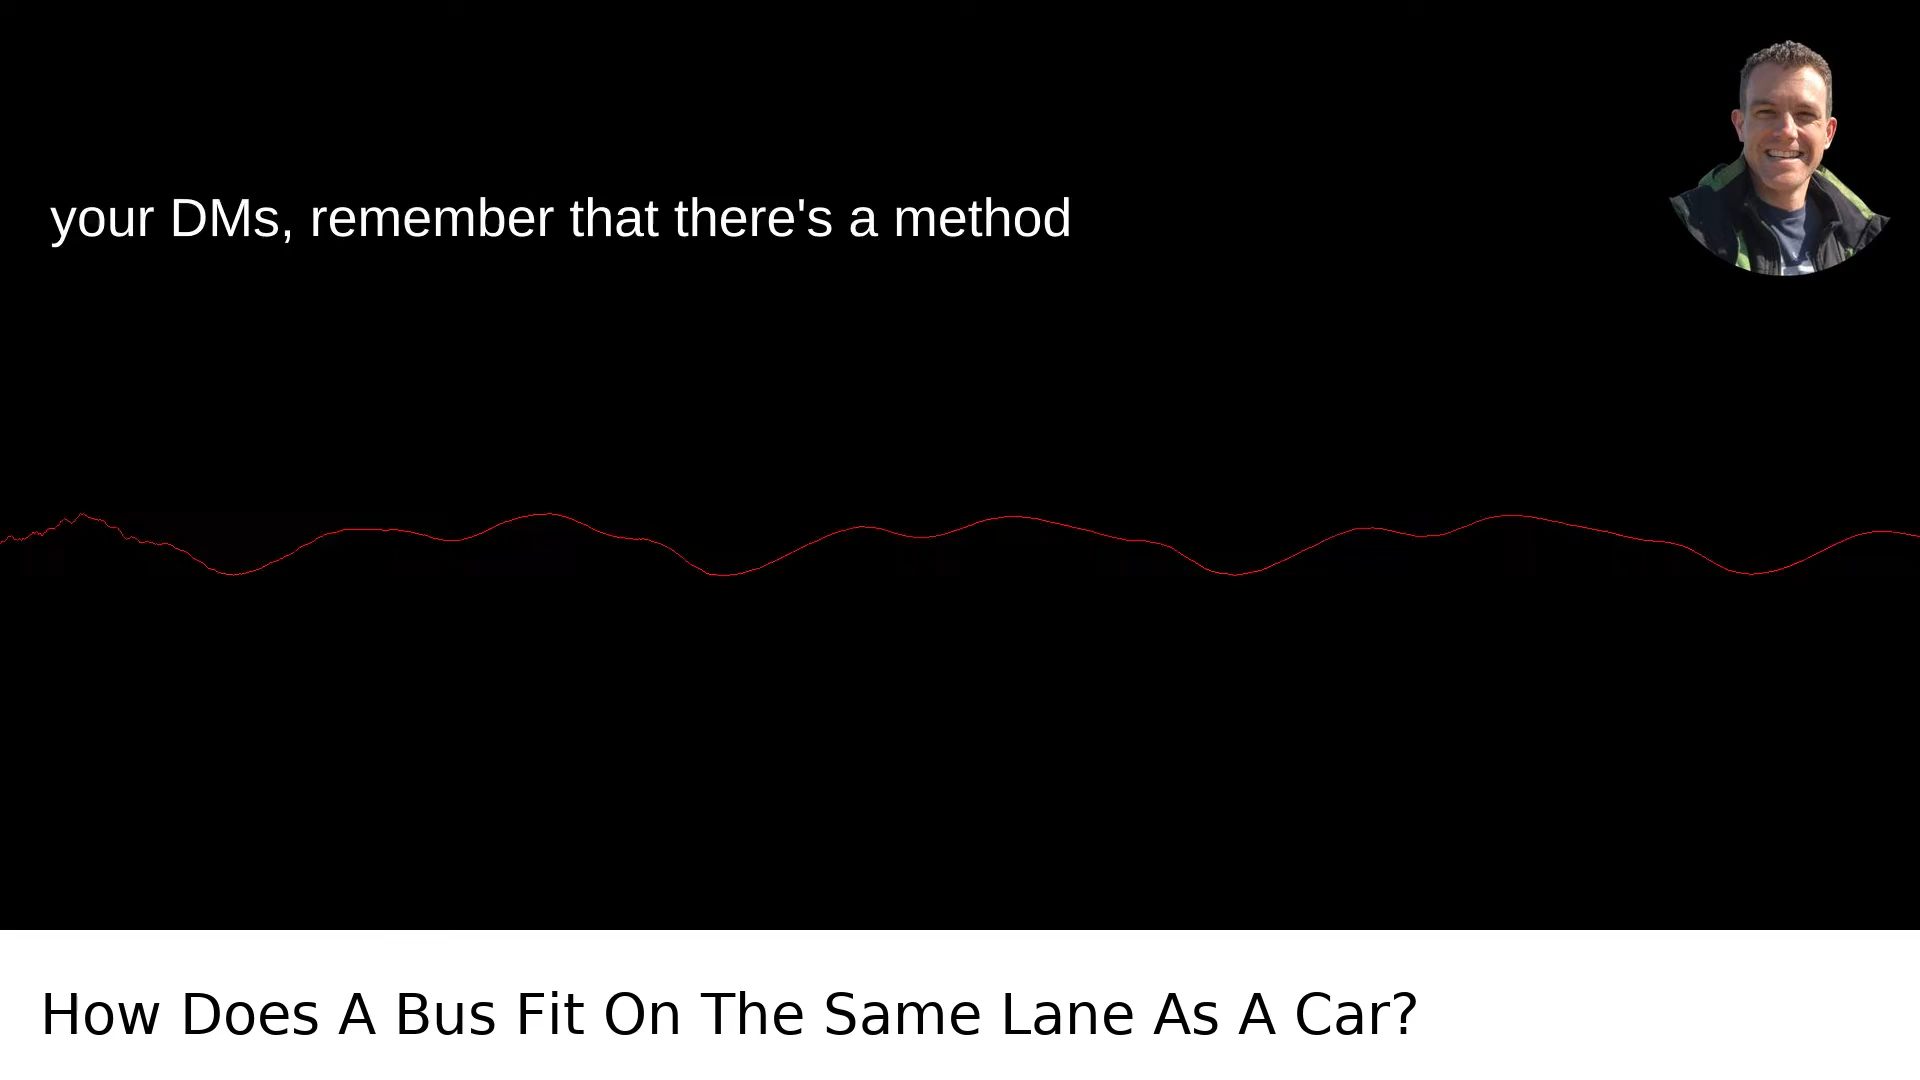 your DMs, remember that there's a method
How Does A Bus Fit On The Same Lane As A Car?